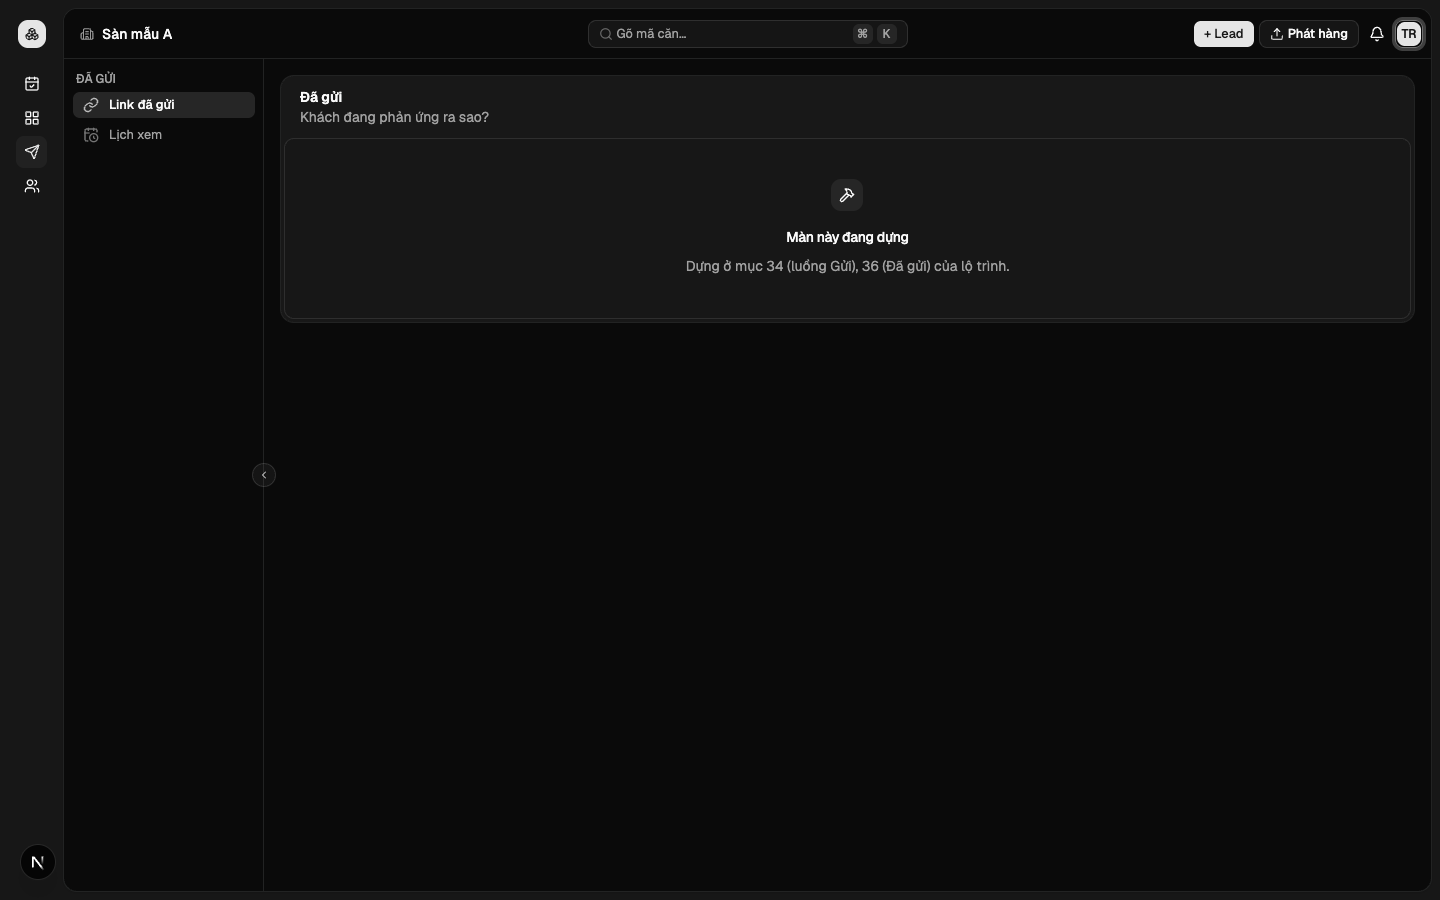 Sàn mẫu A
Gõ mã căn...
⌘ K
+ Lead
Phát hàng
TR
ĐÃ GỬI
Link đã gửi
Lịch xem
Đã gửi
Khách đang phản ứng ra sao?
Màn này đang dựng
Dựng ở mục 34 (luồng Gửi), 36 (Đã gửi) của lộ trình.
N